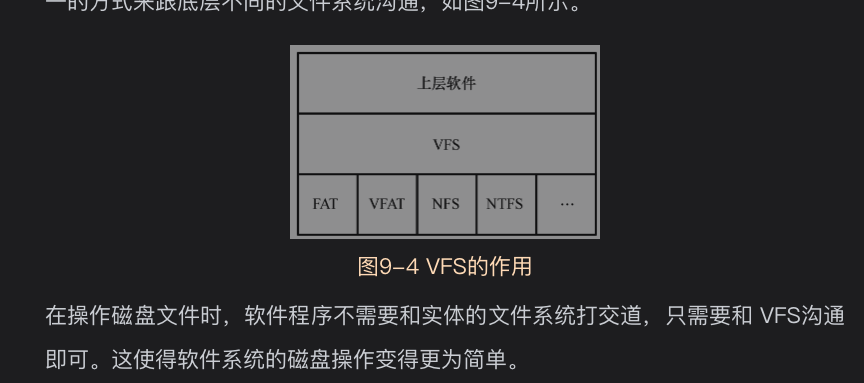 一的方式来跟底层不同的文件系统沟通，如图9-4所示。
上层软件
VFS
FAT VFAT NFS NTFS …
图9-4 VFS的作用
在操作磁盘文件时，软件程序不需要和实体的文件系统打交道，只需要和 VFS沟通
即可。这使得软件系统的磁盘操作变得更为简单。